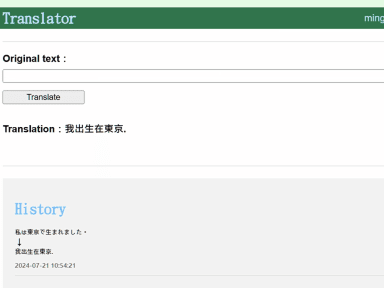 Translator
ming
Original text：
Translate
Translation：我出生在東京.
History
私は東京で生まれました。
↓
我出生在東京.
2024-07-21 10:54:21